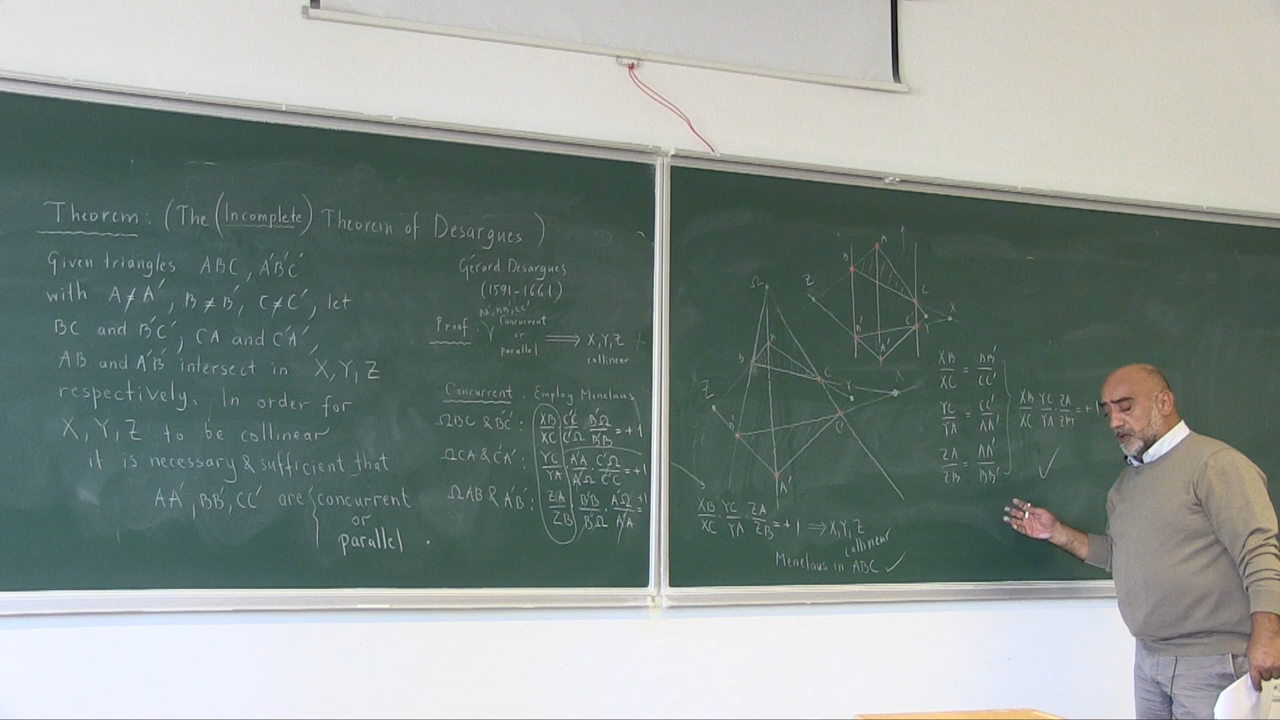 Theorem: (The (Incomplete) Theorem of Desargues)
Given triangles ABC, A'B'C'
with A≠A', B≠B', C≠C', let
BC and B'C', CA and C'A',
AB and A'B' intersect in X, Y, Z
respectively. In order for
X, Y, Z to be collinear
it is necessary & sufficient that
AA', BB', CC' are { concurrent
or
parallel.
Gérard Desargues
(1591-1661)
AA', BB', CC'
Proof: concurrent
or
parallel ⟹ X, Y, Z
collinear
Concurrent. Employ Menelaus
ΩBC & B'C': XB/XC · C'C/C'Ω · B'Ω/B'B = +1
ΩCA & C'A': YC/YA · A'A/A'Ω · C'Ω/C'C = +1
ΩAB & A'B': ZA/ZB · B'B/B'Ω · A'Ω/A'A = +1
Ω
B
A
C
Z
Y
X
B'
C'
A'
A
B
Z
C
X
Y
B'
C'
A'
XB/XC · YC/YA · ZA/ZB = +1 ⟹ X, Y, Z
collinear
Menelaus in ABC ✓
XB/XC = BB'/CC'
YC/YA = CC'/AA'
ZA/ZB = AA'/BB'
XB/XC · YC/YA · ZA/ZB = +1
✓